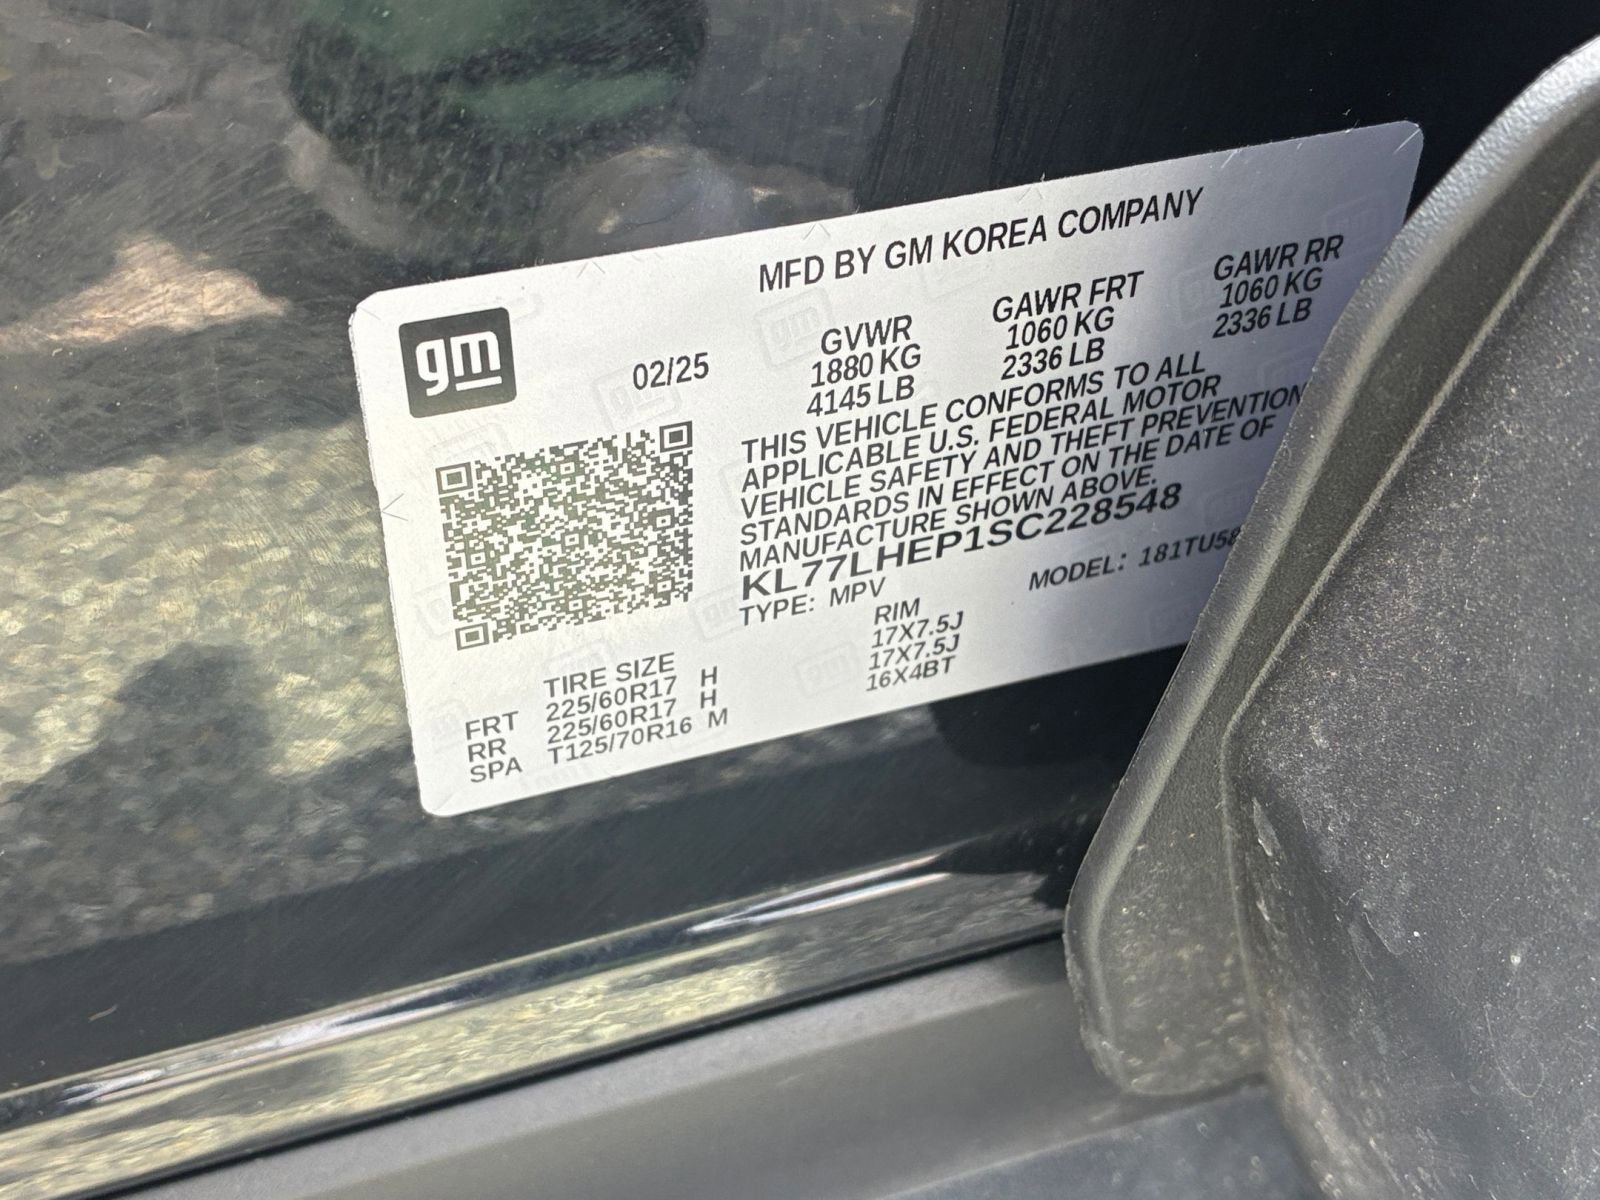 MFD BY GM KOREA COMPANY
gm
02/25
GVWR GAWR FRT GAWR RR
1880 KG 1060 KG 1060 KG
4145 LB 2336 LB 2336 LB
THIS VEHICLE CONFORMS TO ALL
APPLICABLE U.S. FEDERAL MOTOR
VEHICLE SAFETY AND THEFT PREVENTION
STANDARDS IN EFFECT ON THE DATE OF
MANUFACTURE SHOWN ABOVE.
KL77LHEP1SC228548
TYPE: MPV MODEL: 181TU58
TIRE SIZE RIM
FRT 225/60R17 H 17X7.5J
RR 225/60R17 H 17X7.5J
SPA T125/70R16 M 16X4BT